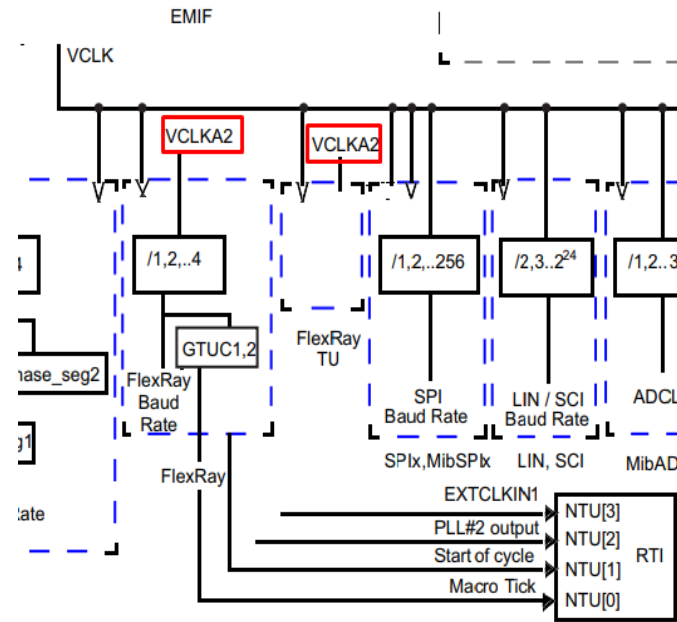 EMIF
VCLK
VCLKA2
VCLKA2
/1,2,..4
/1,2,..256
/2,3..2²⁴
/1,2..3
4
GTUC1,2
FlexRay
TU
hase_seg2
FlexRay
Baud
Rate
SPI
Baud Rate
LIN / SCI
Baud Rate
ADCL
g1
SPIx,MibSPIx
LIN, SCI
MibAD
FlexRay
Rate
EXTCLKIN1
NTU[3]
PLL#2 output
NTU[2]
RTI
Start of cycle
NTU[1]
Macro Tick
NTU[0]